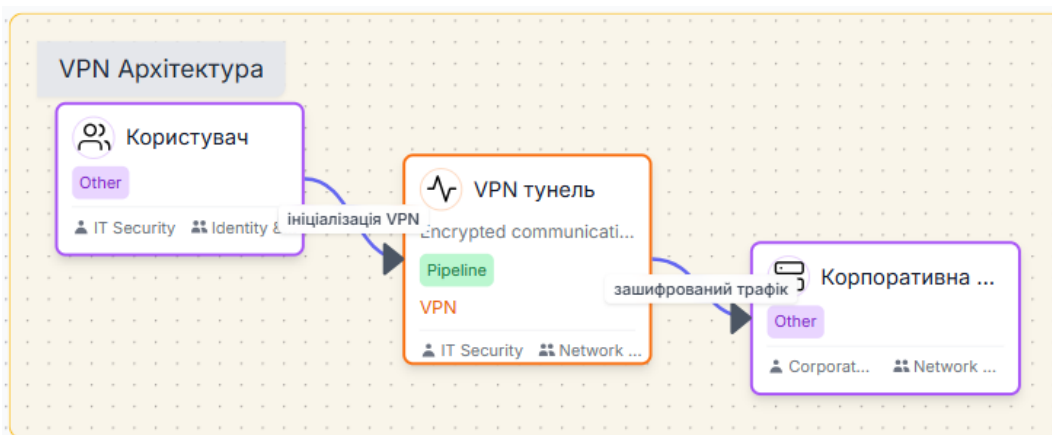 VPN Архітектура
Користувач
Other
IT Security Identity &
ініціалізація VPN
VPN тунель
Encrypted communicati...
Pipeline
VPN
IT Security Network ...
зашифрований трафік
Корпоративна ...
Other
Corporat... Network ...